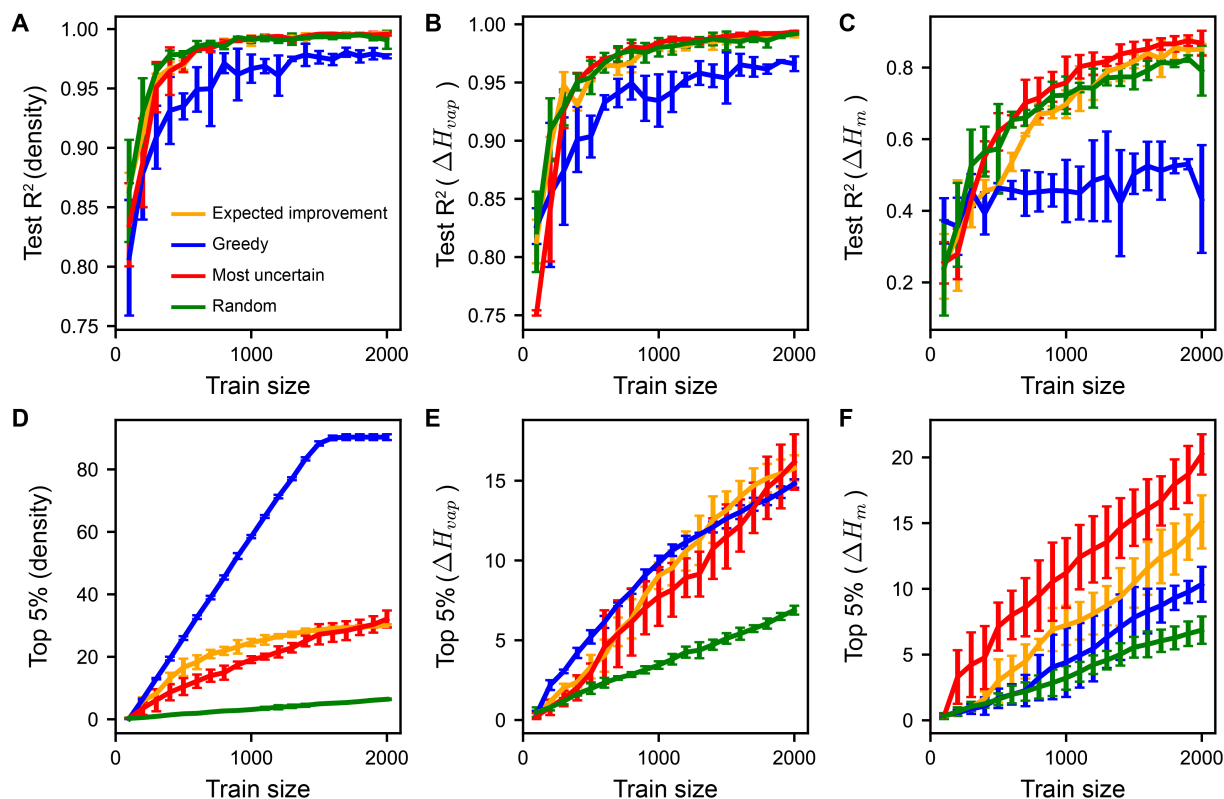 A
Test R² (density)
1.00
0.95
0.90
0.85
0.80
0.75
Expected improvement
Greedy
Most uncertain
Random
0
1000
2000
Train size
B
Test R² ( ΔHvap )
1.00
0.95
0.90
0.85
0.80
0.75
0
1000
2000
Train size
C
Test R² ( ΔHm )
0.8
0.6
0.4
0.2
0
1000
2000
Train size
D
Top 5% (density)
80
60
40
20
0
0
1000
2000
Train size
E
Top 5% ( ΔHvap )
15
10
5
0
0
1000
2000
Train size
F
Top 5% ( ΔHm )
20
15
10
5
0
0
1000
2000
Train size